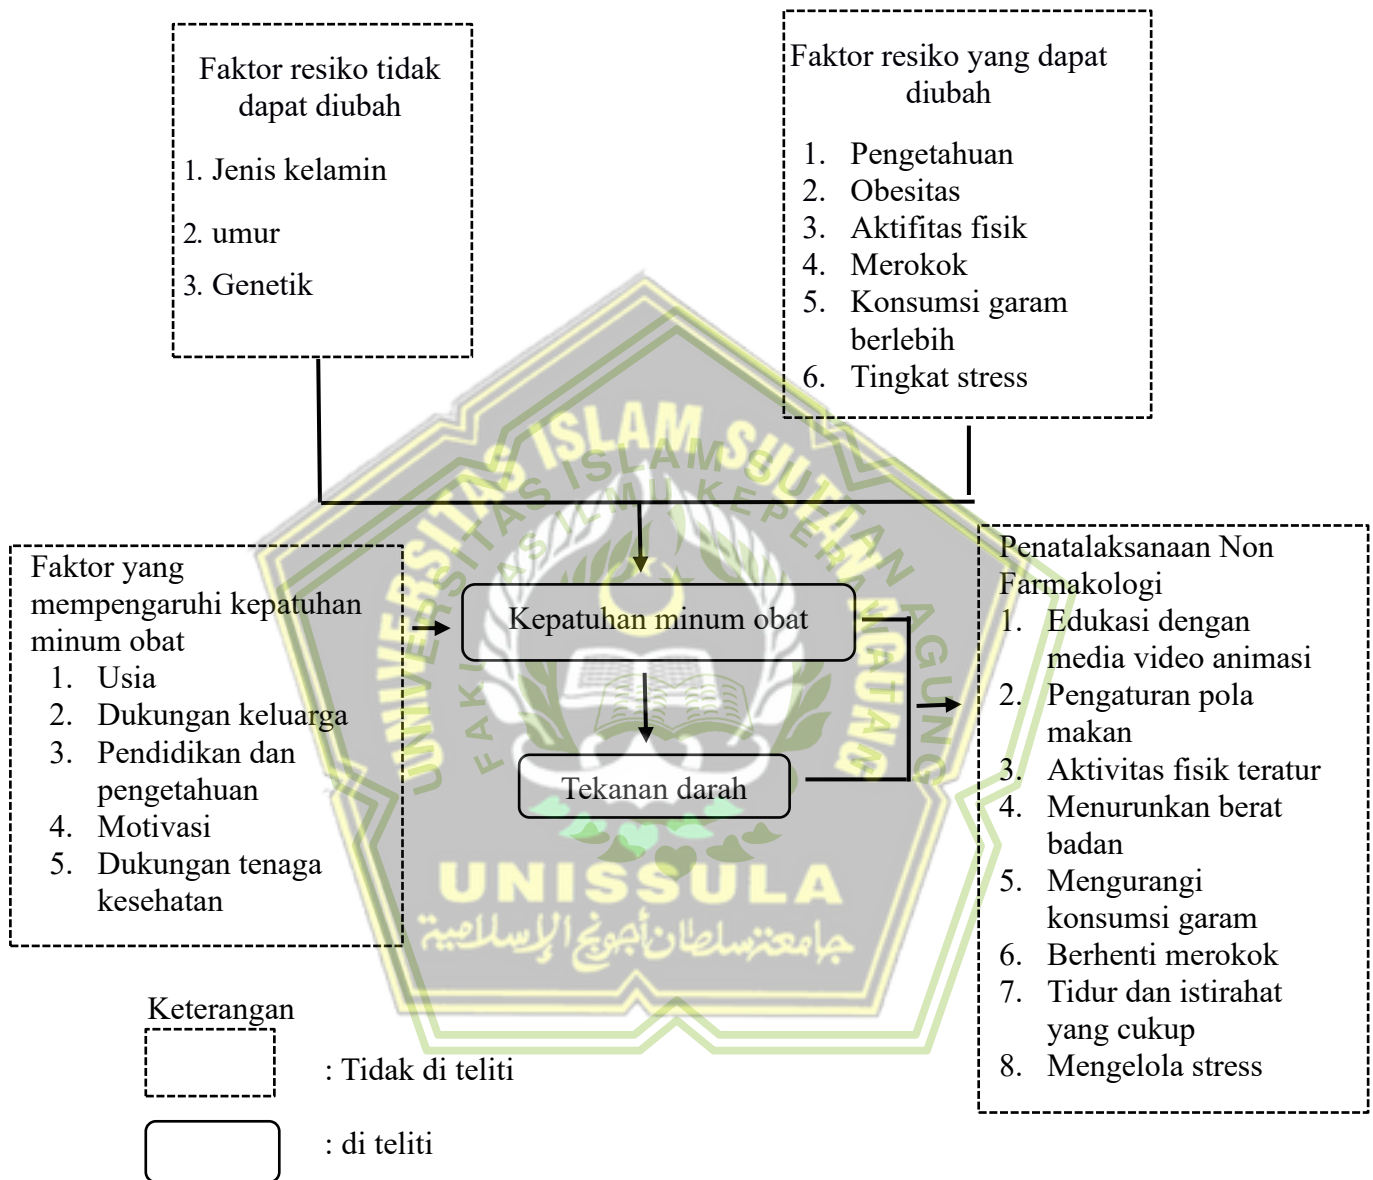 Faktor resiko tidak
dapat diubah
1. Jenis kelamin
2. umur
3. Genetik
Faktor resiko yang dapat
diubah
1. Pengetahuan
2. Obesitas
3. Aktifitas fisik
4. Merokok
5. Konsumsi garam
berlebih
6. Tingkat stress
Faktor yang
mempengaruhi kepatuhan
minum obat
1. Usia
2. Dukungan keluarga
3. Pendidikan dan
pengetahuan
4. Motivasi
5. Dukungan tenaga
kesehatan
Kepatuhan minum obat
Tekanan darah
Penatalaksanaan Non
Farmakologi
1. Edukasi dengan
media video animasi
2. Pengaturan pola
makan
3. Aktivitas fisik teratur
4. Menurunkan berat
badan
5. Mengurangi
konsumsi garam
6. Berhenti merokok
7. Tidur dan istirahat
yang cukup
8. Mengelola stress
UNIVERSITAS ISLAM SULTAN AGUNG
UNIVERSITAS ISLAM SULTAN AGUNG
FAKULTAS ILMU KEPERAWATAN
UNISSULA
جامعتنسلطان أجونج الإسلامية
Keterangan
: Tidak di teliti
: di teliti